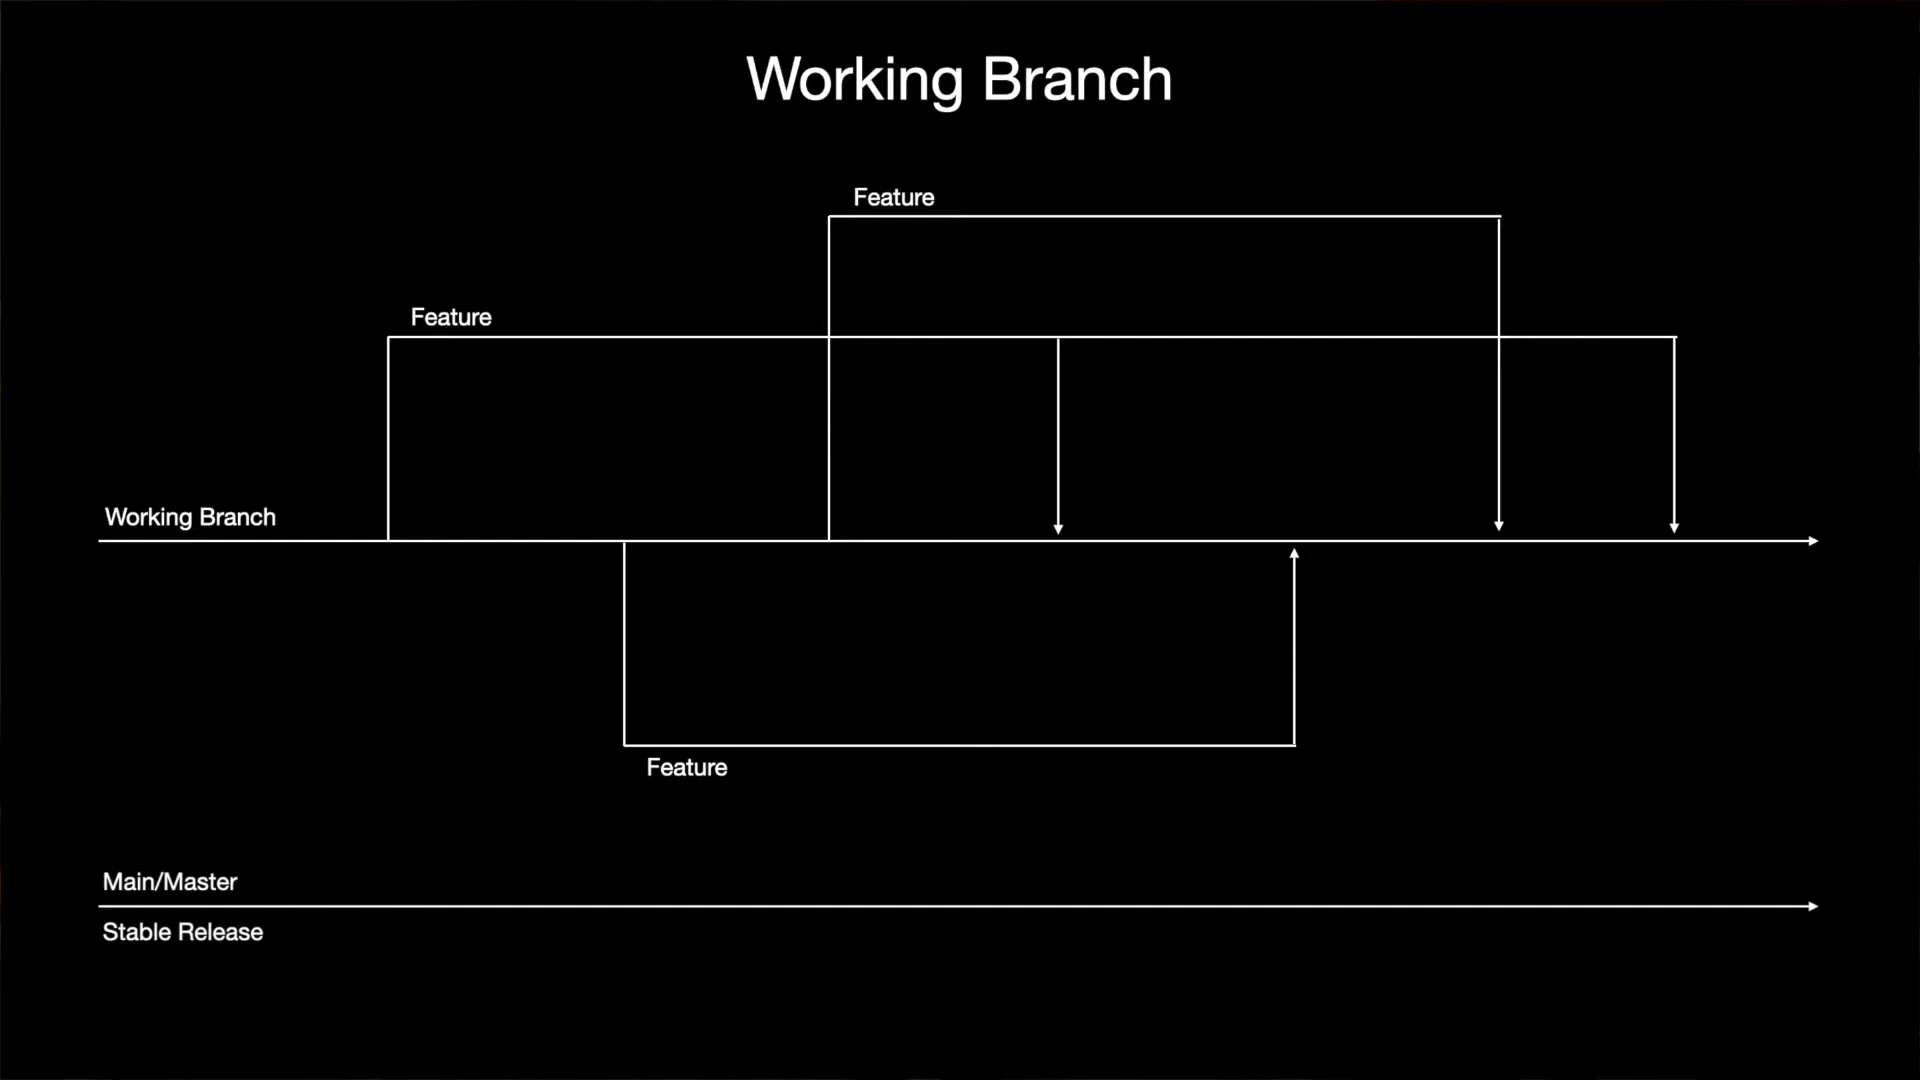 Working Branch
Feature
Feature
Working Branch
Feature
Main/Master
Stable Release